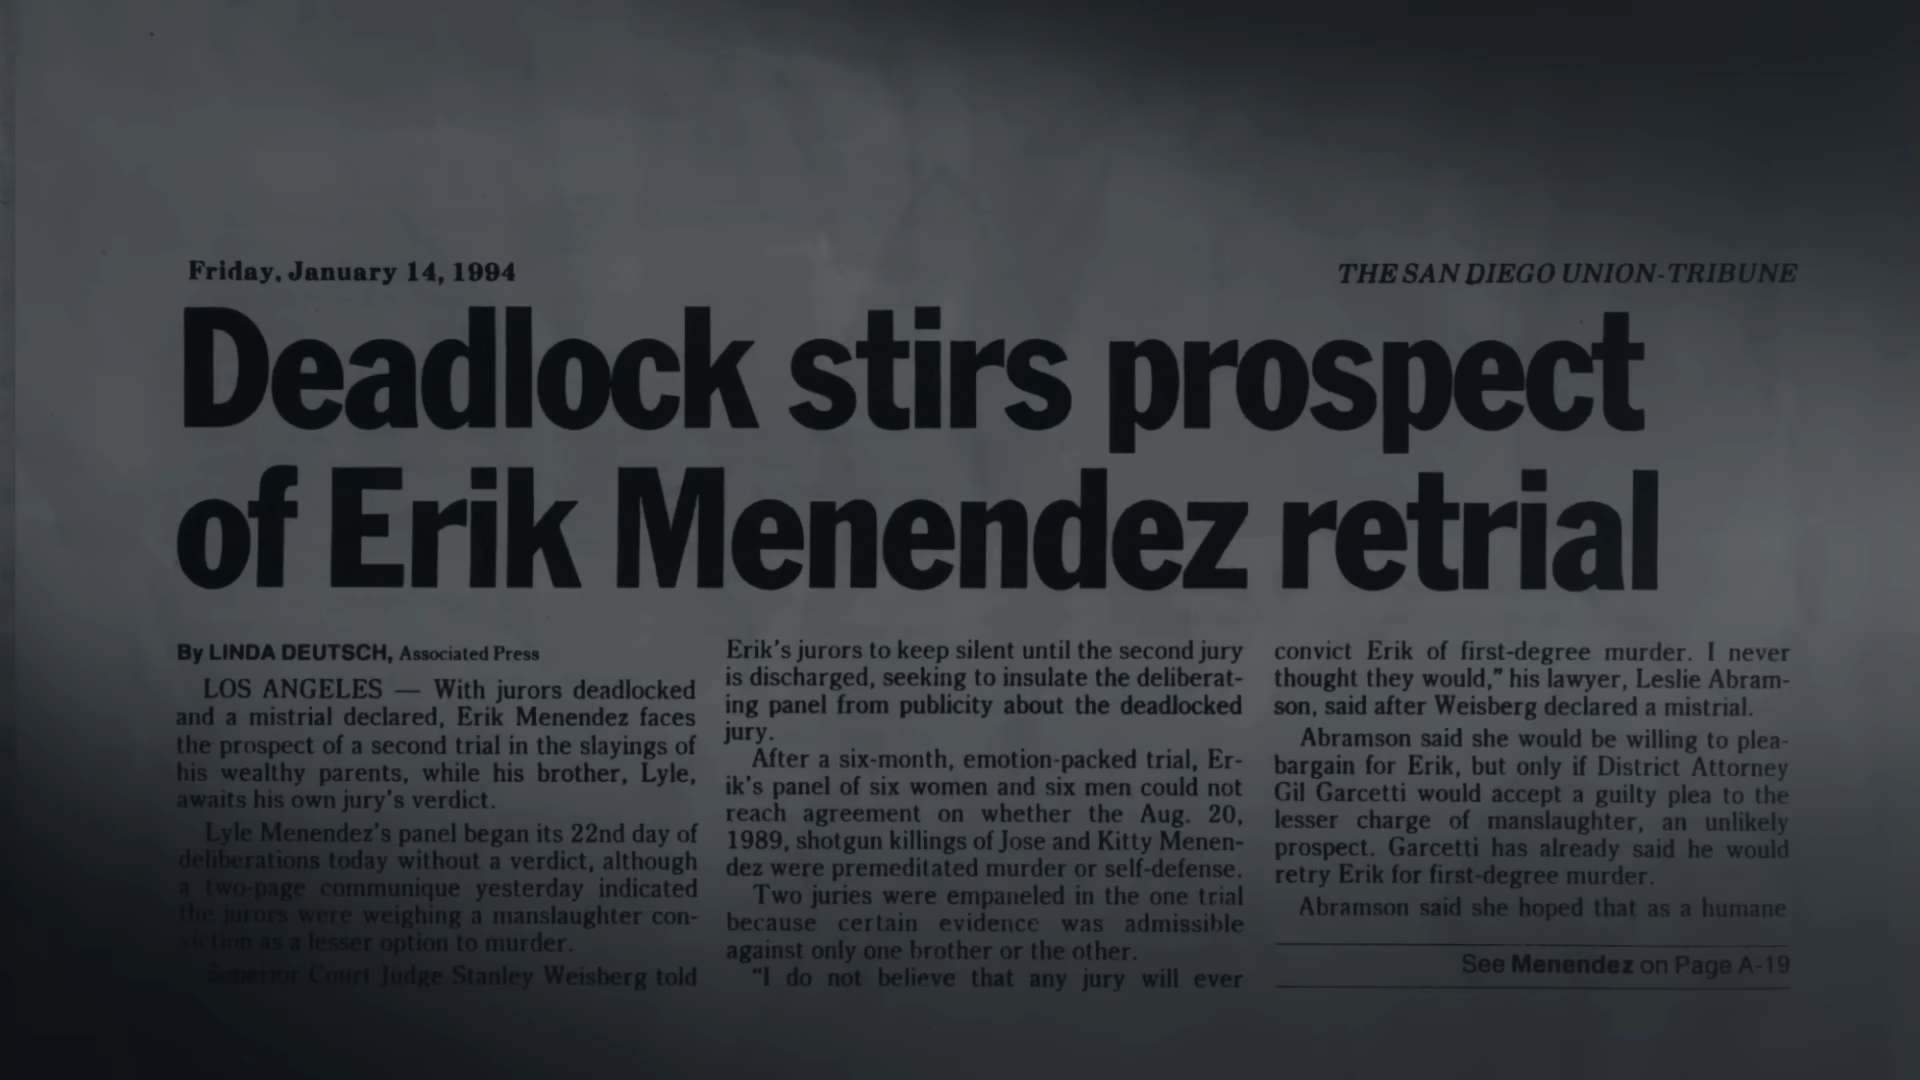 Friday, January 14, 1994
THE SAN DIEGO UNION-TRIBUNE
Deadlock stirs prospect
of Erik Menendez retrial
By LINDA DEUTSCH, Associated Press
LOS ANGELES — With jurors deadlocked
and a mistrial declared, Erik Menendez faces
the prospect of a second trial in the slayings of
his wealthy parents, while his brother, Lyle,
awaits his own jury's verdict.
Lyle Menendez's panel began its 22nd day of
deliberations today without a verdict, although
a two-page communique yesterday indicated
the jurors were weighing a manslaughter con-
viction as a lesser option to murder.
Superior Court Judge Stanley Weisberg told
Erik's jurors to keep silent until the second jury
is discharged, seeking to insulate the deliberat-
ing panel from publicity about the deadlocked
jury.
After a six-month, emotion-packed trial, Er-
ik's panel of six women and six men could not
reach agreement on whether the Aug. 20,
1989, shotgun killings of Jose and Kitty Menen-
dez were premeditated murder or self-defense.
Two juries were empaneled in the one trial
because certain evidence was admissible
against only one brother or the other.
"I do not believe that any jury will ever
convict Erik of first-degree murder. I never
thought they would," his lawyer, Leslie Abram-
son, said after Weisberg declared a mistrial.
Abramson said she would be willing to plea-
bargain for Erik, but only if District Attorney
Gil Garcetti would accept a guilty plea to the
lesser charge of manslaughter, an unlikely
prospect. Garcetti has already said he would
retry Erik for first-degree murder.
Abramson said she hoped that as a humane
See Menendez on Page A-19